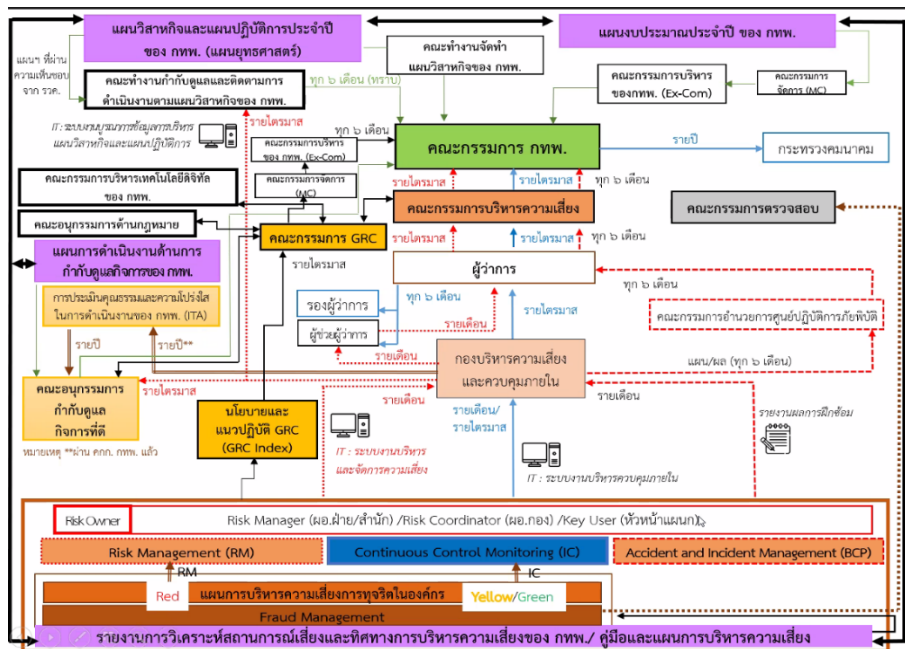 แผนวิสาหกิจและแผนปฏิบัติการประจำปี
ของ กทพ. (แผนยุทธศาสตร์)
แผนงบประมาณประจำปี ของ กทพ.
แผนฯ ที่ผ่าน
ความเห็นชอบ
จาก รวค.
คณะทำงานจัดทำ
แผนวิสาหกิจของ กทพ.
คณะทำงานกำกับดูแลและติดตามการ
ดำเนินงานตามแผนวิสาหกิจของ กทพ.
ทุก ๖ เดือน (ทราบ)
คณะกรรมการบริหาร
ของกทพ. (Ex-Com)
คณะกรรมการ
จัดการ (MC)
รายไตรมาส
IT: ระบบงานบูรณาการข้อมูลการบริหาร
แผนวิสาหกิจและแผนปฏิบัติการ
ทุก ๖ เดือน
คณะกรรมการบริหาร
ของ กทพ. (Ex-Com)
คณะกรรมการ กทพ.
รายปี
กระทรวงคมนาคม
คณะกรรมการจัดการ
(MC)
รายไตรมาส
รายไตรมาส
ทุก ๖ เดือน
คณะกรรมการบริหารเทคโนโลยีดิจิทัล
ของ กทพ.
คณะกรรมการบริหารความเสี่ยง
คณะกรรมการตรวจสอบ
คณะอนุกรรมการด้านกฎหมาย
คณะกรรมการ GRC
รายไตรมาส
รายไตรมาส
ทุก ๖ เดือน
แผนการดำเนินงานด้านการ
กำกับดูแลกิจการของ กทพ.
รายไตรมาส
ผู้ว่าการ
การประเมินคุณธรรมและความโปร่งใส
ในการดำเนินงานของ กทพ. (ITA)
รองผู้ว่าการ
ผู้ช่วยผู้ว่าการ
ทุก ๖ เดือน
รายไตรมาส
รายเดือน
ทุก ๖ เดือน
คณะกรรมการอำนวยการศูนย์ปฏิบัติการภัยพิบัติ
รายปี
รายปี**
รายเดือน
กองบริหารความเสี่ยง
และควบคุมภายใน
แผน/ผล (ทุก ๖ เดือน)
คณะอนุกรรมการ
กำกับดูแล
กิจการที่ดี
รายไตรมาส
รายเดือน
หมายเหตุ **ผ่าน คกก. กทพ. แล้ว
นโยบายและ
แนวปฏิบัติ GRC
(GRC Index)
รายเดือน
รายเดือน/
รายไตรมาส
รายงานผลการฝึกซ้อม
IT : ระบบงานบริหาร
และจัดการความเสี่ยง
IT : ระบบงานบริหารควบคุมภายใน
Risk Owner
Risk Manager (ผอ.ฝ่าย/สำนัก) /Risk Coordinator (ผอ.กอง) /Key User (หัวหน้าแผนก)
Risk Management (RM)
Continuous Control Monitoring (IC)
Accident and Incident Management (BCP)
RM
IC
Red
แผนการบริหารความเสี่ยงการทุจริตในองค์กร
Yellow/Green
Fraud Management
รายงานการวิเคราะห์สถานการณ์เสี่ยงและทิศทางการบริหารความเสี่ยงของ กทพ./ คู่มือและแผนการบริหารความเสี่ยง